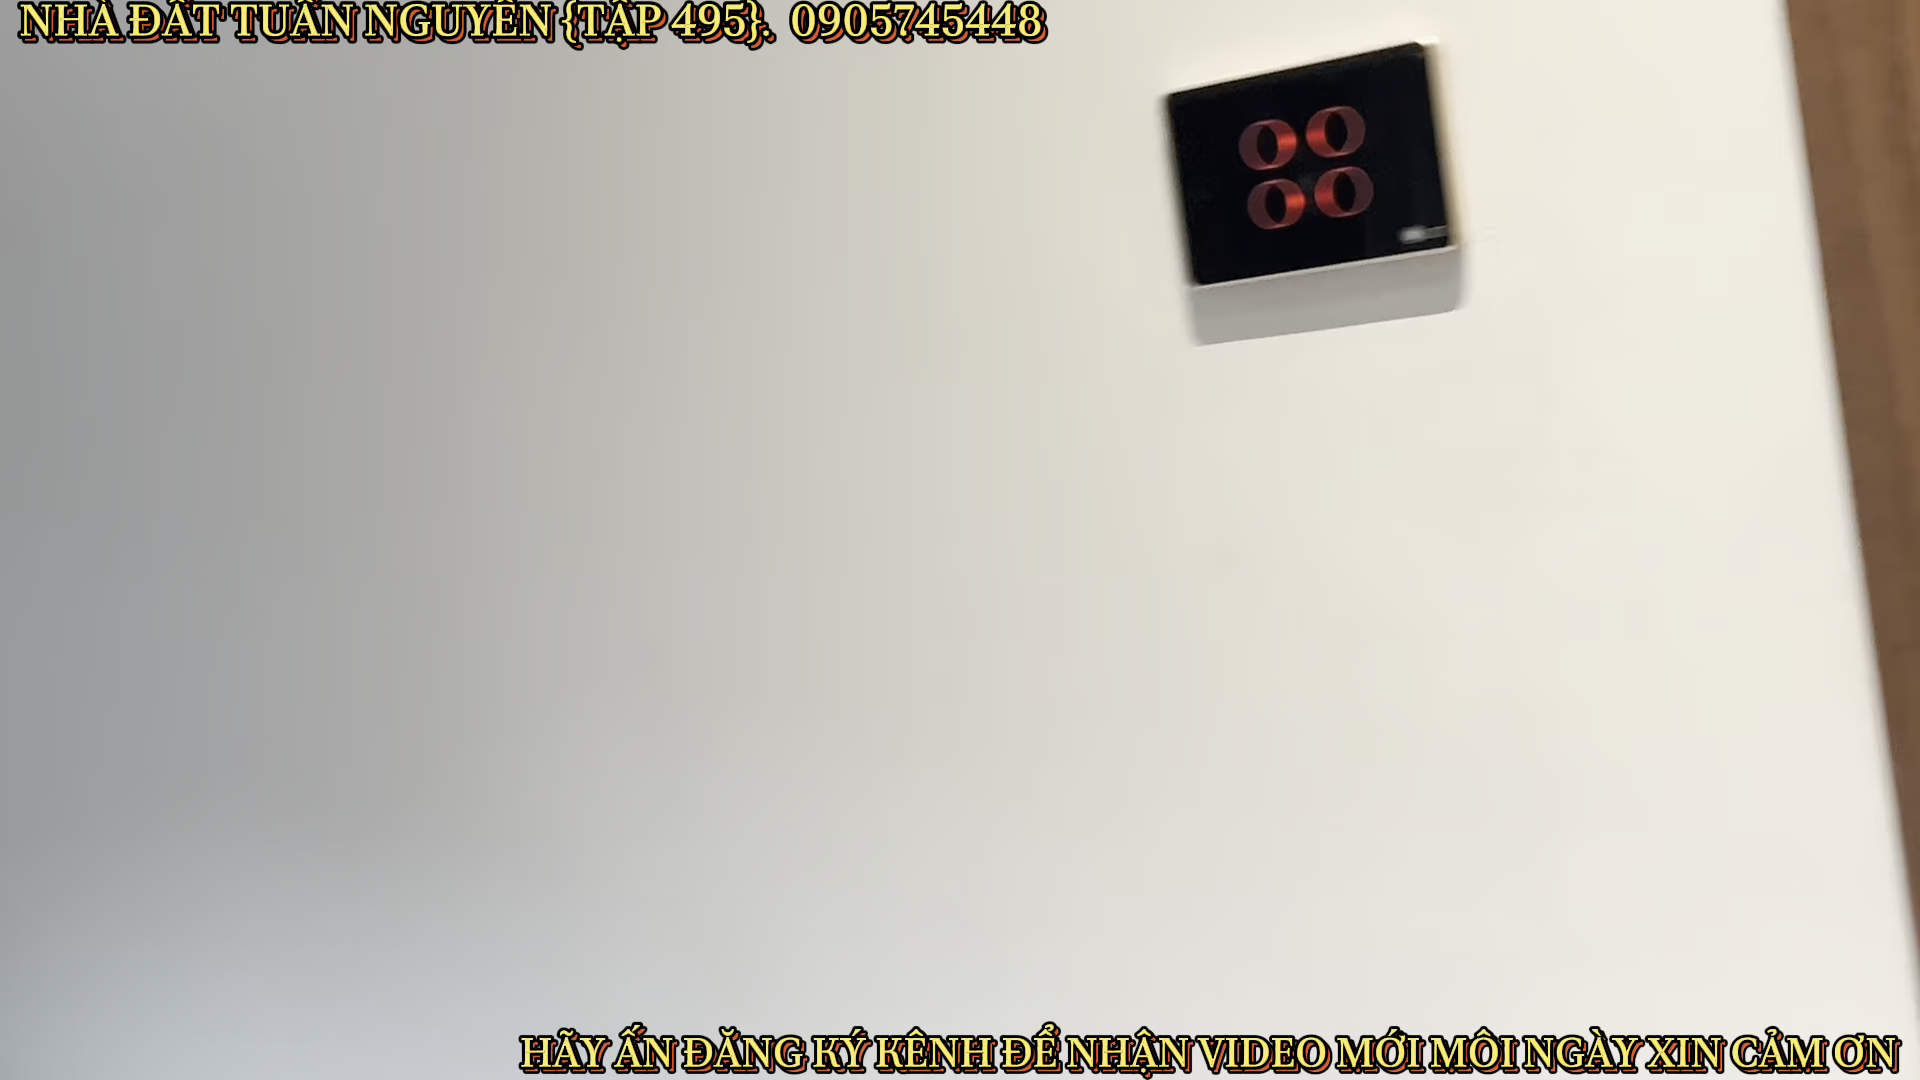 NHÀ ĐẤT TUẤN NGUYỄN {TẬP 495}. 0905745448
HÃY ẤN ĐĂNG KÝ KÊNH ĐỂ NHẬN VIDEO MỚI MỖI NGÀY XIN CẢM ƠN